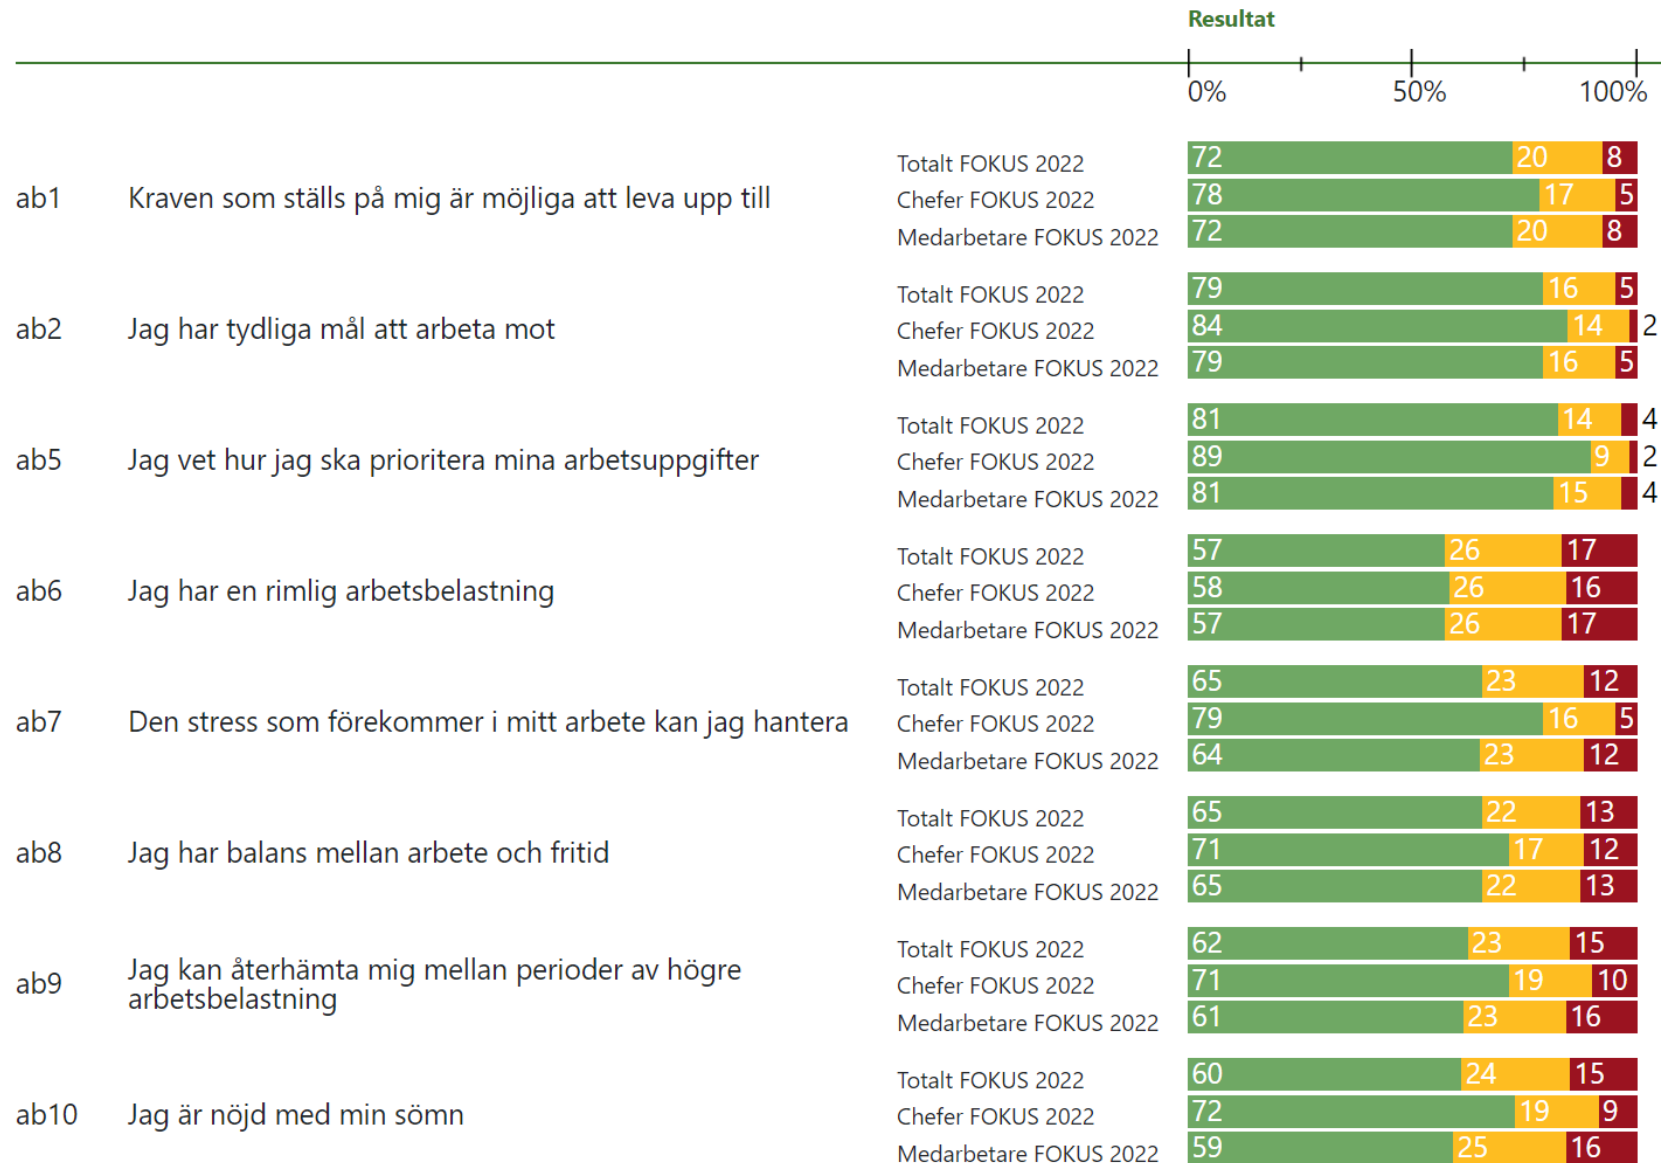 Resultat
0% 50% 100%
Totalt FOKUS 2022 72 20 8
ab1 Kraven som ställs på mig är möjliga att leva upp till Chefer FOKUS 2022 78 17 5
Medarbetare FOKUS 2022 72 20 8
Totalt FOKUS 2022 79 16 5
ab2 Jag har tydliga mål att arbeta mot Chefer FOKUS 2022 84 14 2
Medarbetare FOKUS 2022 79 16 5
Totalt FOKUS 2022 81 14 4
ab5 Jag vet hur jag ska prioritera mina arbetsuppgifter Chefer FOKUS 2022 89 9 2
Medarbetare FOKUS 2022 81 15 4
Totalt FOKUS 2022 57 26 17
ab6 Jag har en rimlig arbetsbelastning Chefer FOKUS 2022 58 26 16
Medarbetare FOKUS 2022 57 26 17
Totalt FOKUS 2022 65 23 12
ab7 Den stress som förekommer i mitt arbete kan jag hantera Chefer FOKUS 2022 79 16 5
Medarbetare FOKUS 2022 64 23 12
Totalt FOKUS 2022 65 22 13
ab8 Jag har balans mellan arbete och fritid Chefer FOKUS 2022 71 17 12
Medarbetare FOKUS 2022 65 22 13
Totalt FOKUS 2022 62 23 15
ab9 Jag kan återhämta mig mellan perioder av högre
arbetsbelastning Chefer FOKUS 2022 71 19 10
Medarbetare FOKUS 2022 61 23 16
Totalt FOKUS 2022 60 24 15
ab10 Jag är nöjd med min sömn Chefer FOKUS 2022 72 19 9
Medarbetare FOKUS 2022 59 25 16